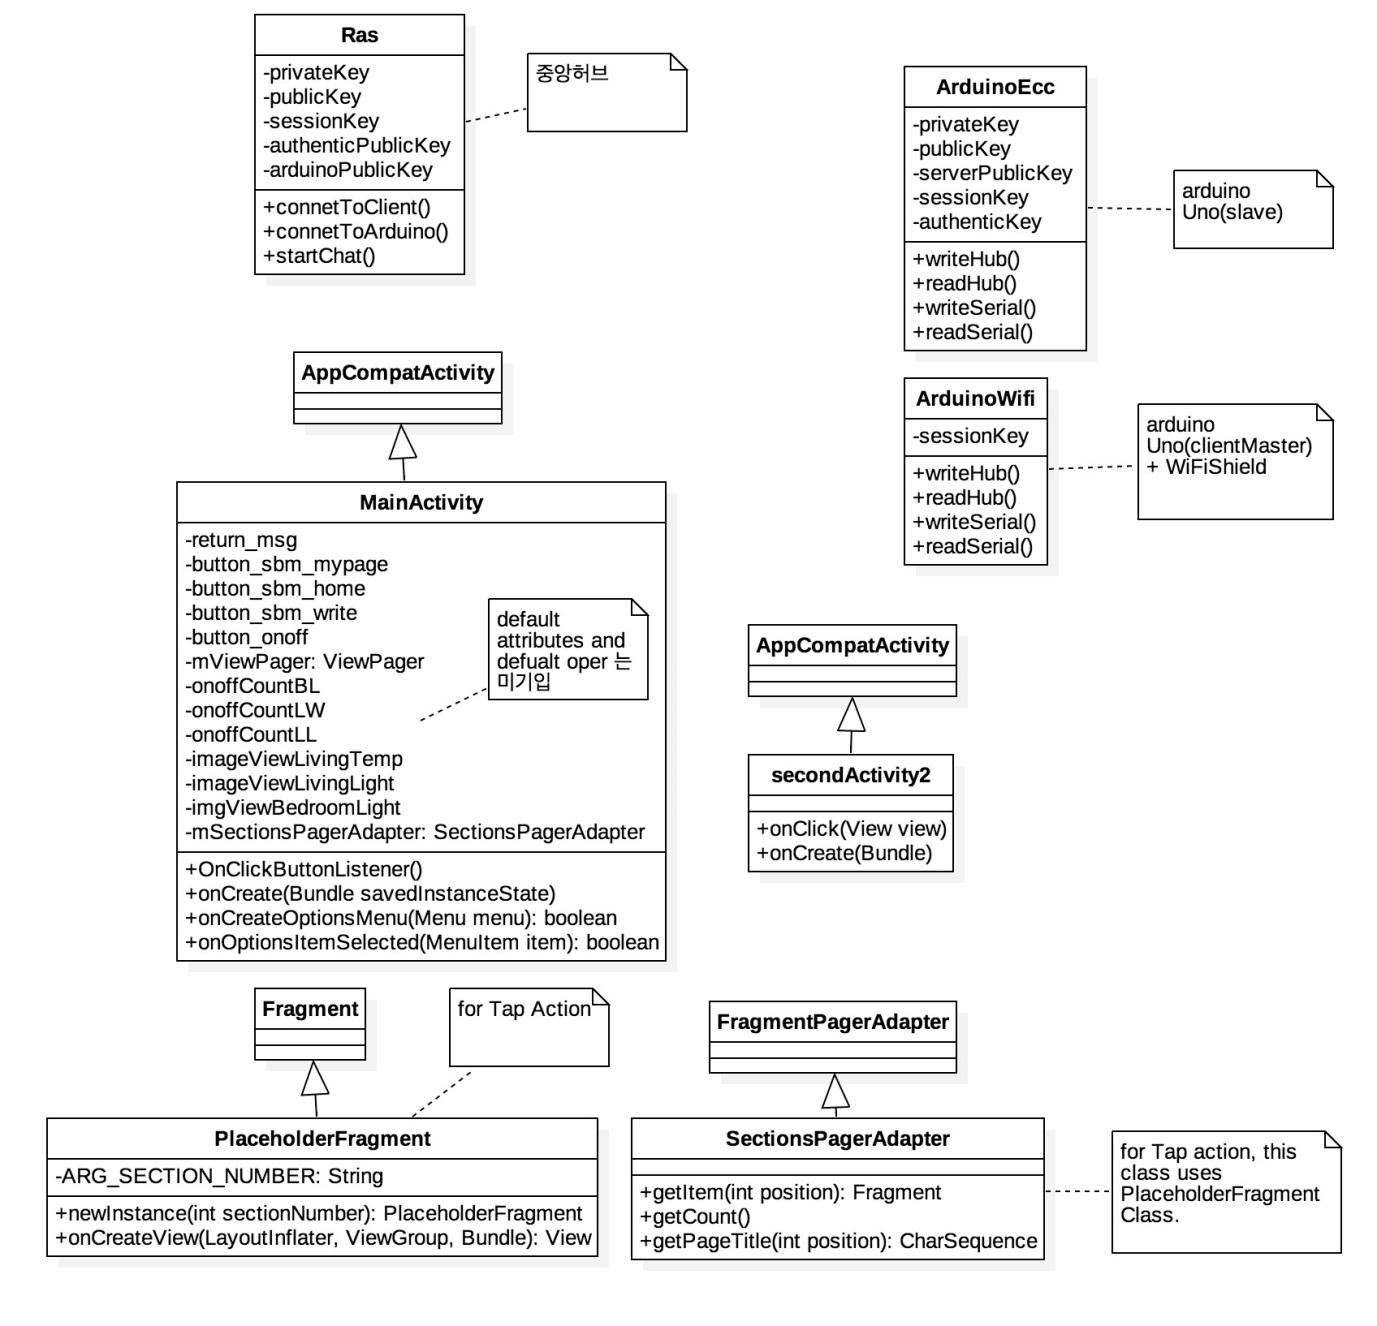 Ras
-privateKey
-publicKey
-sessionKey
-authenticPublicKey
-arduinoPublicKey
+connetToClient()
+connetToArduino()
+startChat()
중앙허브
ArduinoEcc
-privateKey
-publicKey
-serverPublicKey
-sessionKey
-authenticKey
+writeHub()
+readHub()
+writeSerial()
+readSerial()
arduino
Uno(slave)
AppCompatActivity
MainActivity
-return_msg
-button_sbm_mypage
-button_sbm_home
-button_sbm_write
-button_onoff
-mViewPager: ViewPager
-onoffCountBL
-onoffCountLW
-onoffCountLL
-imageViewLivingTemp
-imageViewLivingLight
-imgViewBedroomLight
-mSectionsPagerAdapter: SectionsPagerAdapter
+OnClickButtonListener()
+onCreate(Bundle savedInstanceState)
+onCreateOptionsMenu(Menu menu): boolean
+onOptionsItemSelected(MenuItem item): boolean
default
attributes and
defualt oper 는
미기입
ArduinoWifi
-sessionKey
+writeHub()
+readHub()
+writeSerial()
+readSerial()
arduino
Uno(clientMaster)
+ WiFiShield
AppCompatActivity
secondActivity2
+onClick(View view)
+onCreate(Bundle)
Fragment
for Tap Action
PlaceholderFragment
-ARG_SECTION_NUMBER: String
+newInstance(int sectionNumber): PlaceholderFragment
+onCreateView(LayoutInflater, ViewGroup, Bundle): View
FragmentPagerAdapter
SectionsPagerAdapter
+getItem(int position): Fragment
+getCount()
+getPageTitle(int position): CharSequence
for Tap action, this
class uses
PlaceholderFragment
Class.